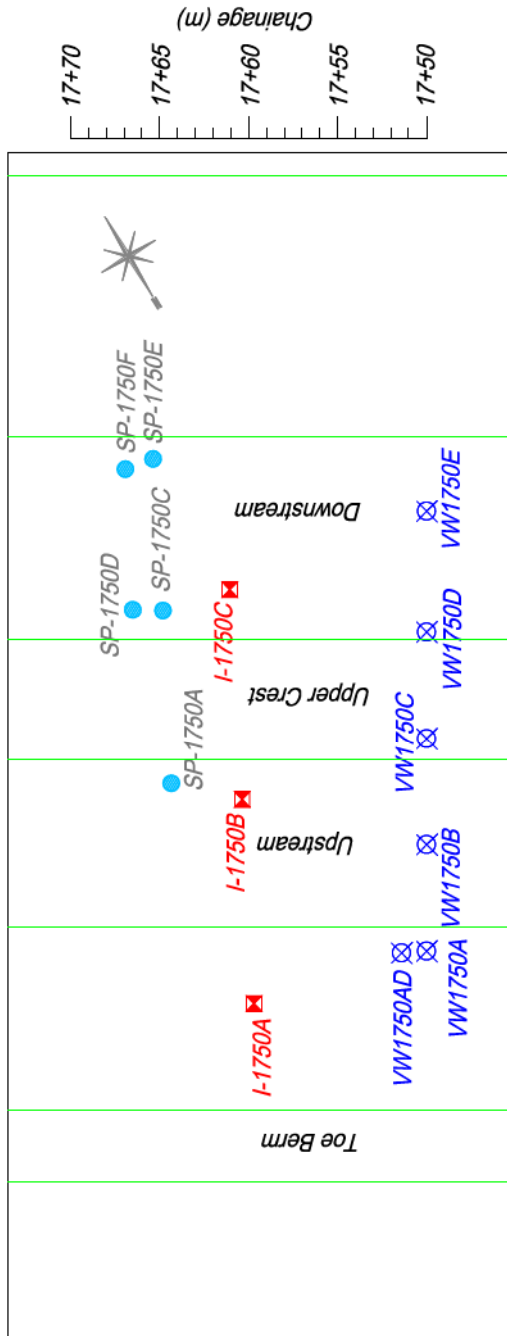 Chainage (m)
17+70
17+65
17+60
17+55
17+50
SP-1750F
SP-1750E
SP-1750D
SP-1750C
SP-1750A
I-1750C
I-1750B
I-1750A
Downstream
Upper Crest
Upstream
Toe Berm
VW1750E
VW1750D
VW1750C
VW1750B
VW1750AD
VW1750A